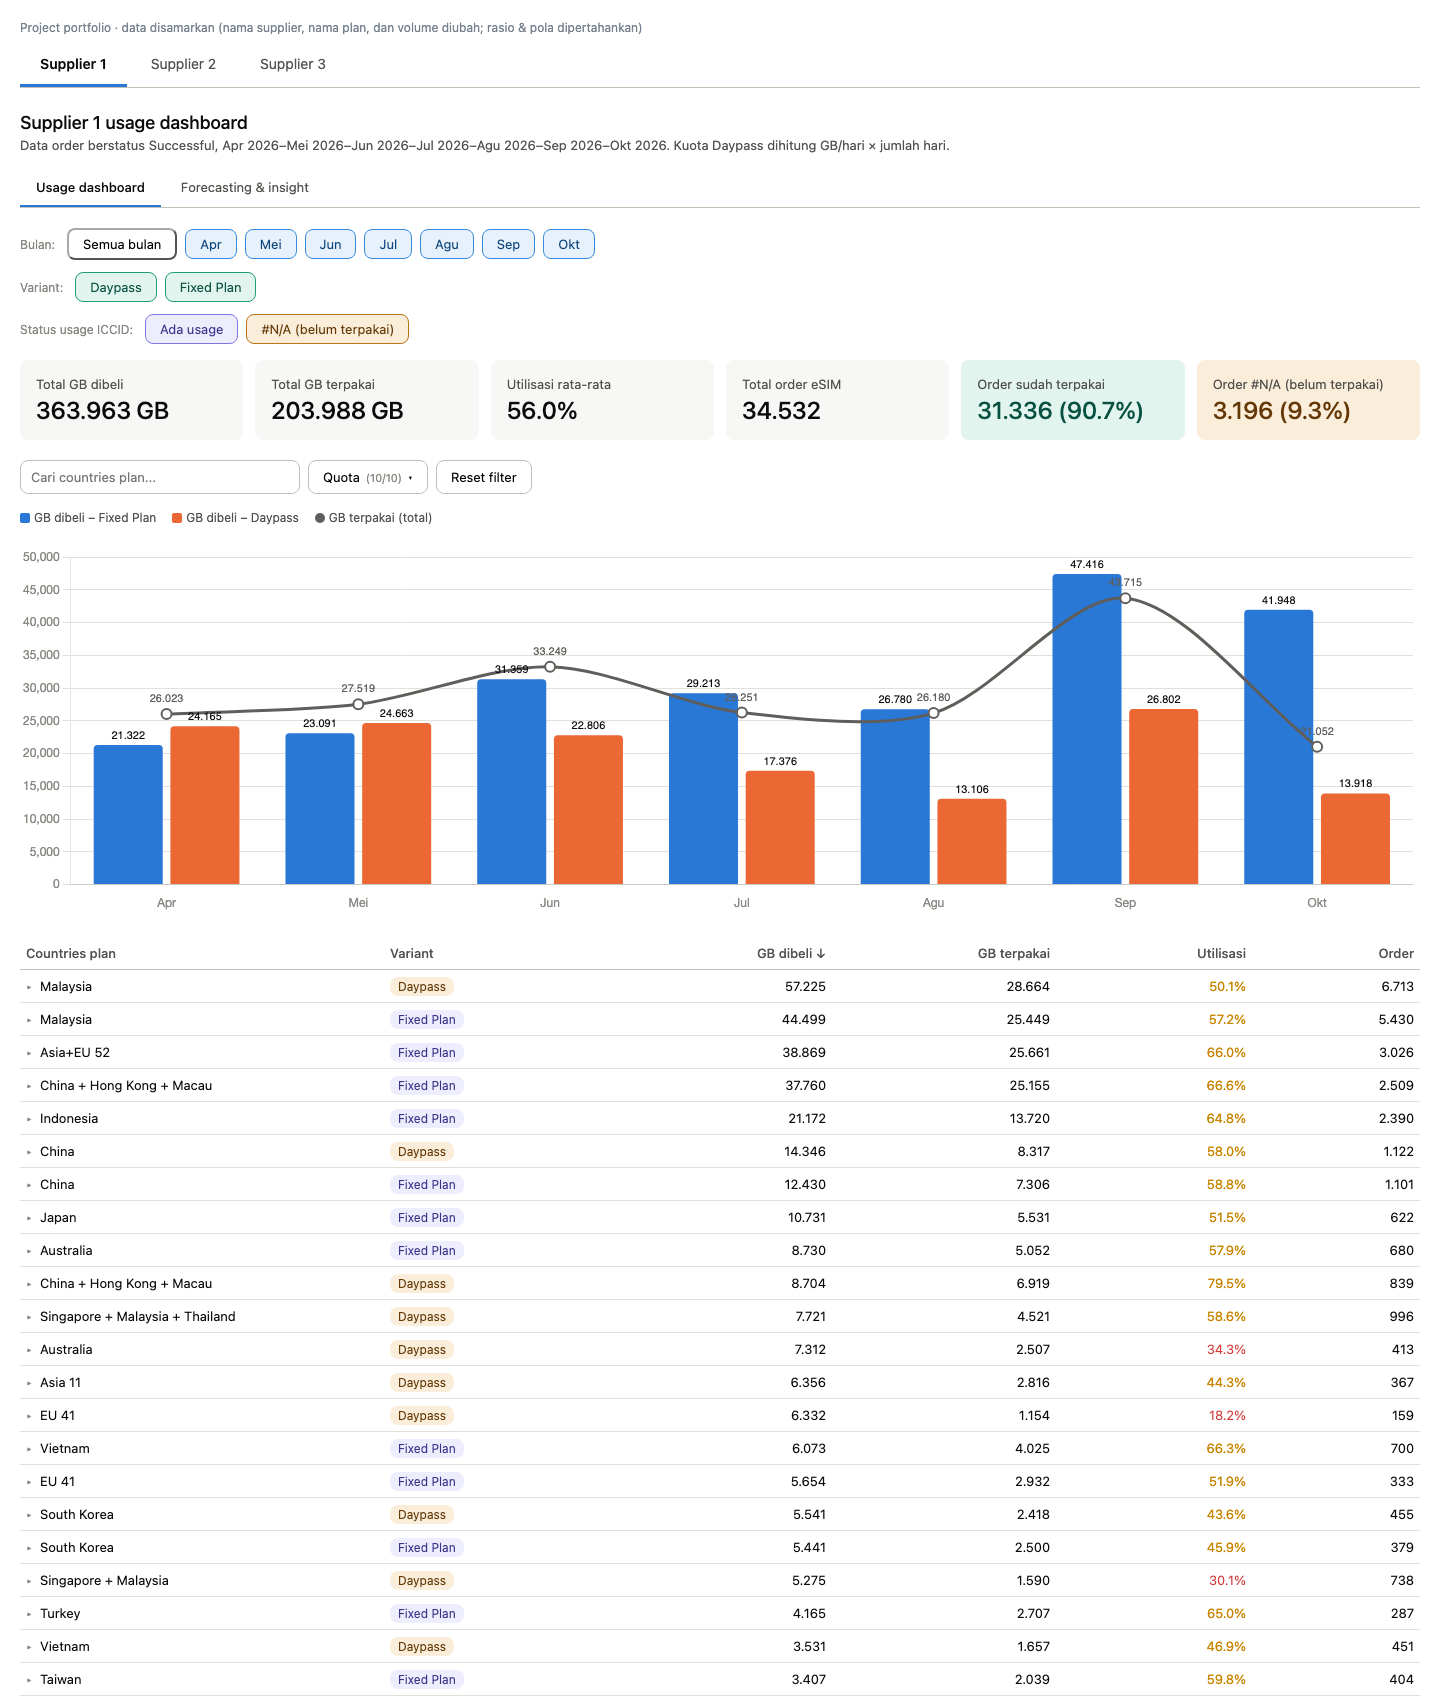 Project portfolio · data disamarkan (nama supplier, nama plan, dan volume diubah; rasio & pola dipertahankan)
Supplier 1 Supplier 2 Supplier 3
Supplier 1 usage dashboard
Data order berstatus Successful, Apr 2026–Mei 2026–Jun 2026–Jul 2026–Agu 2026–Sep 2026–Okt 2026. Kuota Daypass dihitung GB/hari × jumlah hari.
Usage dashboard Forecasting & insight
Bulan: Semua bulan Apr Mei Jun Jul Agu Sep Okt
Variant: Daypass Fixed Plan
Status usage ICCID: Ada usage #N/A (belum terpakai)
Total GB dibeli Total GB terpakai Utilisasi rata-rata Total order eSIM Order sudah terpakai Order #N/A (belum terpakai)
363.963 GB 203.988 GB 56.0% 34.532 31.336 (90.7%) 3.196 (9.3%)
Cari countries plan... Quota (10/10) Reset filter
GB dibeli – Fixed Plan GB dibeli – Daypass GB terpakai (total)
50,000
45,000
40,000
35,000
30,000
25,000
20,000
15,000
10,000
5,000
0
21.322 24.165 26.023
23.091 24.663 27.519
31.359 22.806 33.249
29.213 17.376
26.780 13.106 26.180
47.416 26.802
41.948 13.918
Apr Mei Jun Jul Agu Sep Okt
Countries plan Variant GB dibeli ↓ GB terpakai Utilisasi Order
Malaysia Daypass 57.225 28.664 50.1% 6.713
Malaysia Fixed Plan 44.499 25.449 57.2% 5.430
Asia+EU 52 Fixed Plan 38.869 25.661 66.0% 3.026
China + Hong Kong + Macau Fixed Plan 37.760 25.155 66.6% 2.509
Indonesia Fixed Plan 21.172 13.720 64.8% 2.390
China Daypass 14.346 8.317 58.0% 1.122
China Fixed Plan 12.430 7.306 58.8% 1.101
Japan Fixed Plan 10.731 5.531 51.5% 622
Australia Fixed Plan 8.730 5.052 57.9% 680
China + Hong Kong + Macau Daypass 8.704 6.919 79.5% 839
Singapore + Malaysia + Thailand Daypass 7.721 4.521 58.6% 996
Australia Daypass 7.312 2.507 34.3% 413
Asia 11 Daypass 6.356 2.816 44.3% 367
EU 41 Daypass 6.332 1.154 18.2% 159
Vietnam Fixed Plan 6.073 4.025 66.3% 700
EU 41 Fixed Plan 5.654 2.932 51.9% 333
South Korea Daypass 5.541 2.418 43.6% 455
South Korea Fixed Plan 5.441 2.500 45.9% 379
Singapore + Malaysia Daypass 5.275 1.590 30.1% 738
Turkey Fixed Plan 4.165 2.707 65.0% 287
Vietnam Daypass 3.531 1.657 46.9% 451
Taiwan Fixed Plan 3.407 2.039 59.8% 404